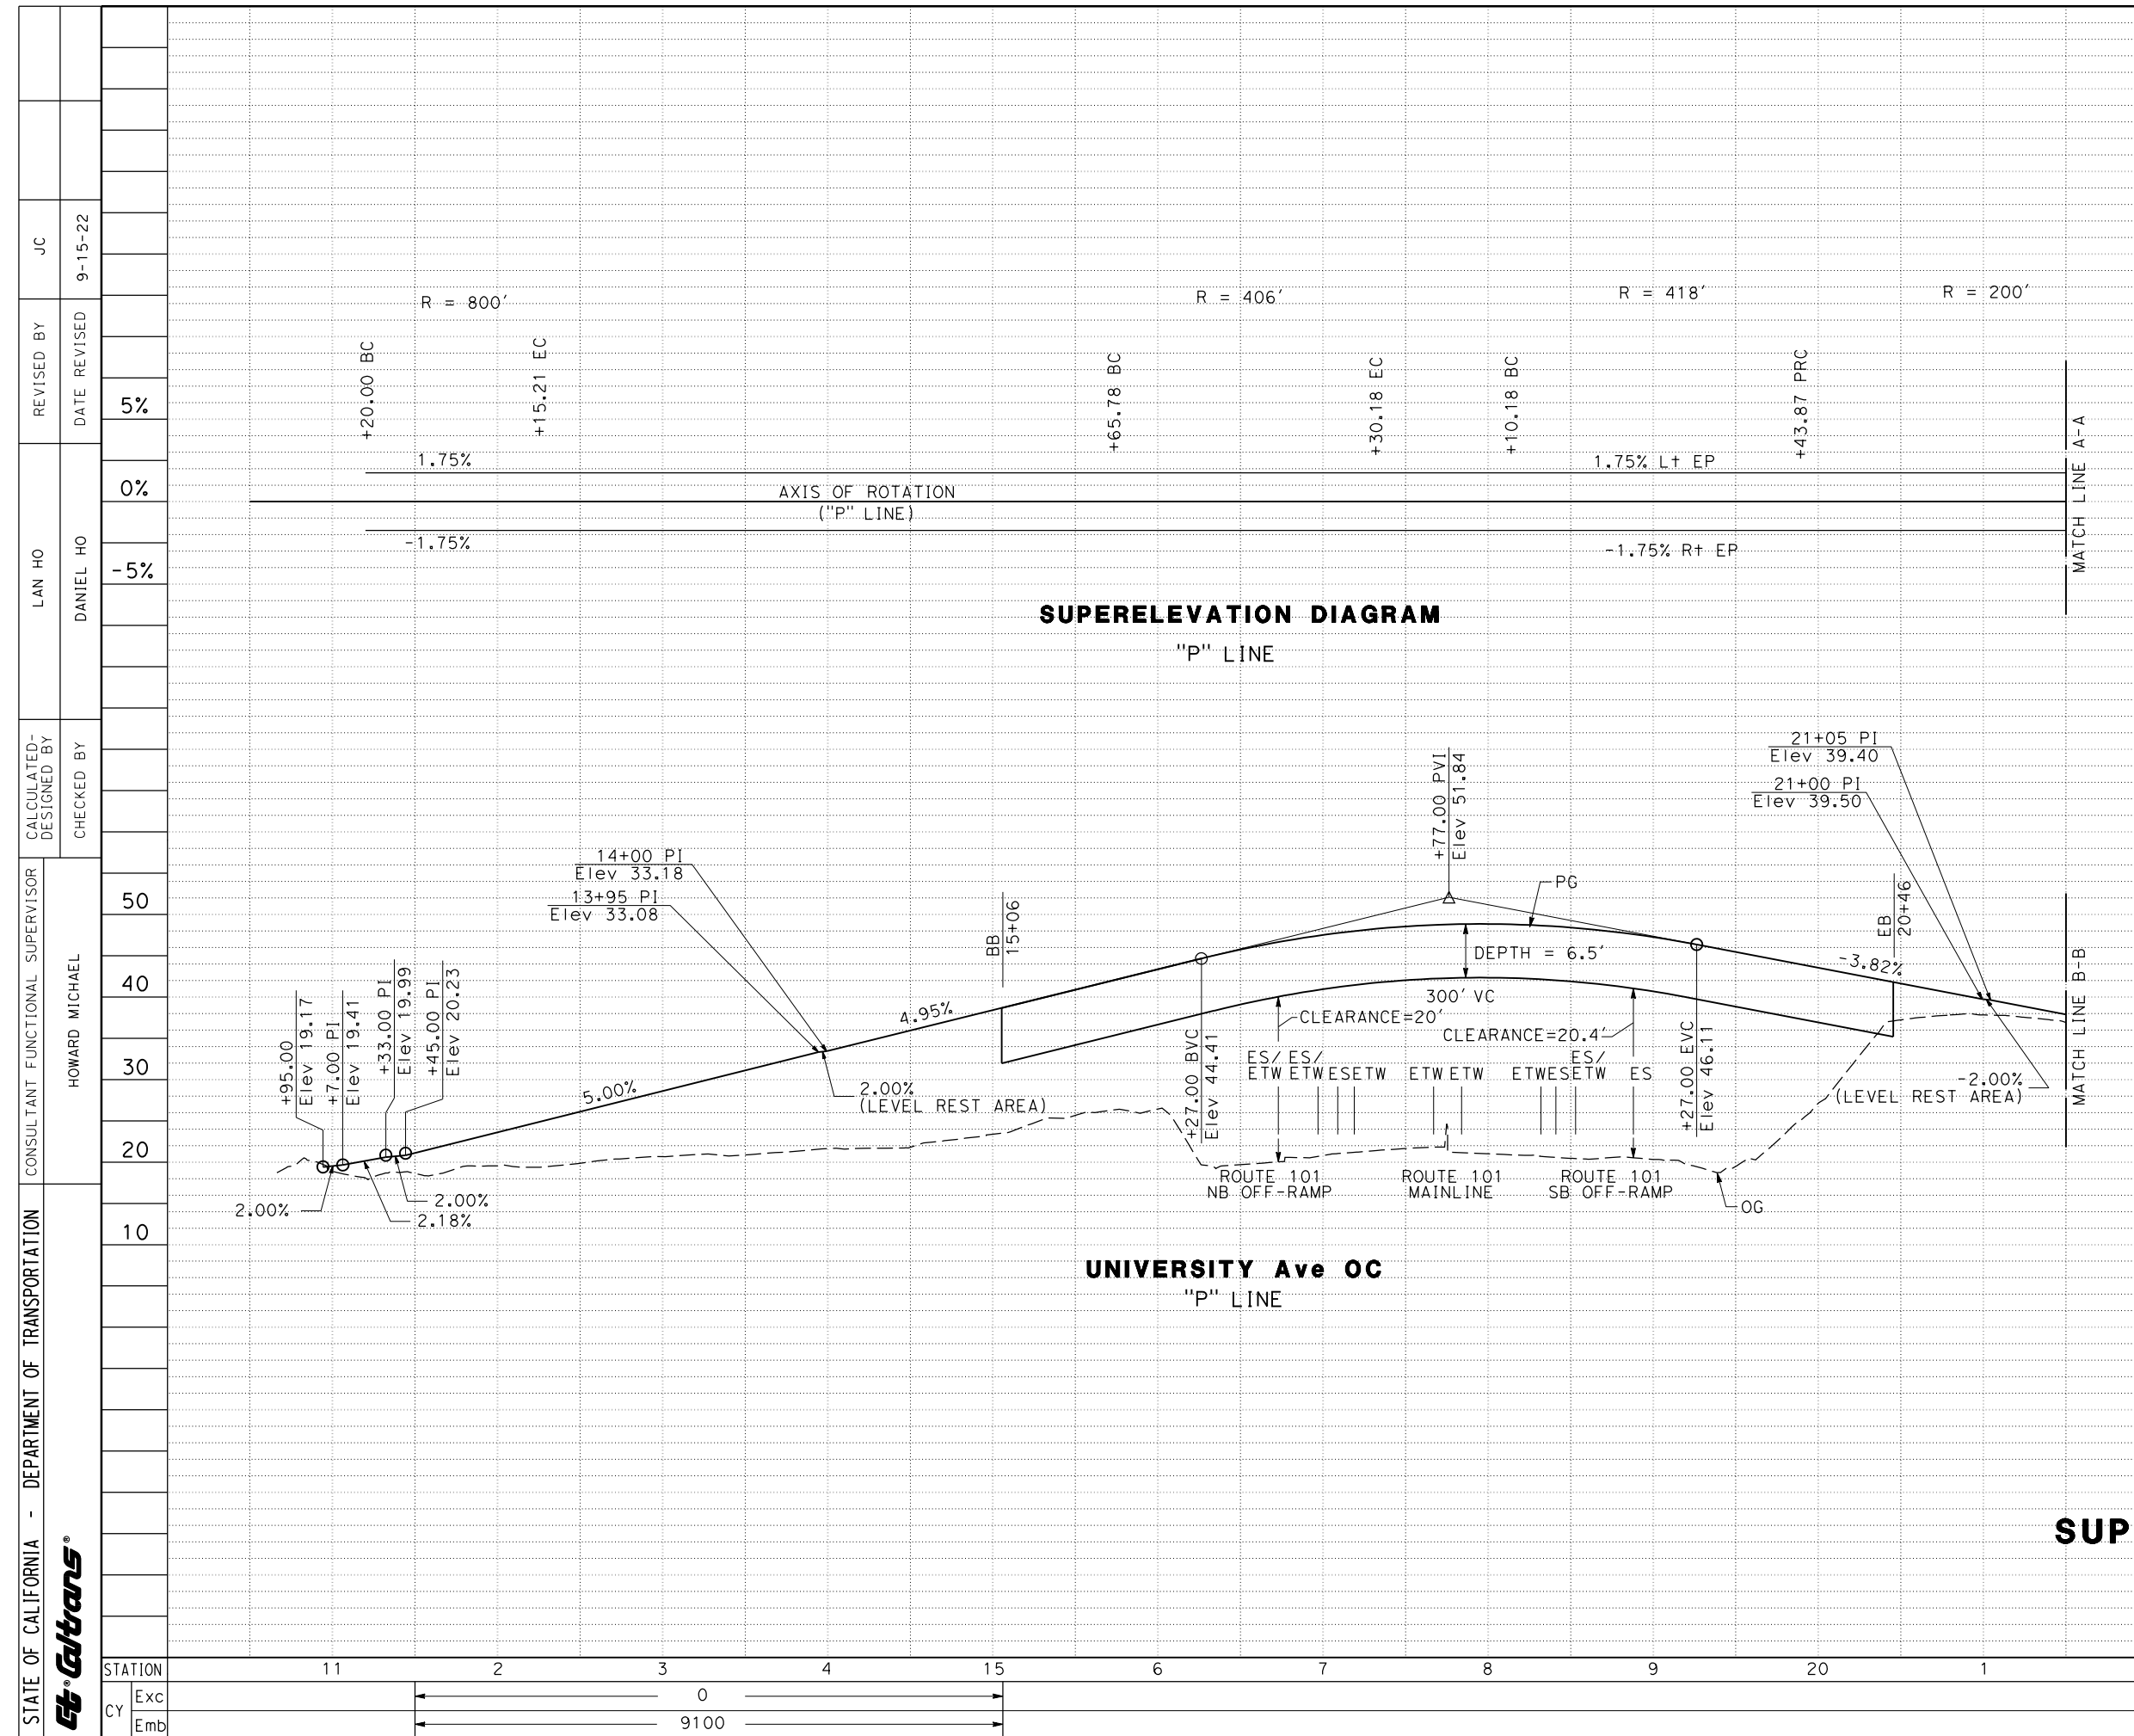 R = 800′
R = 406′
R = 418′
R = 200′
+20.00 BC
+15.21 EC
+65.78 BC
+30.18 EC
+10.18 BC
+43.87 PRC
5%
0%
-5%
1.75%
1.75% Lt EP
AXIS OF ROTATION
("P" LINE)
-1.75%
-1.75% Rt EP
MATCH LINE A-A
SUPERELEVATION DIAGRAM
"P" LINE
21+05 PI
Elev 39.40
21+00 PI
Elev 39.50
+77.00 PVI
Elev 51.84
14+00 PI
Elev 33.18
13+95 PI
Elev 33.08
50
40
30
20
10
PG
BB
15+06
EB
20+46
DEPTH = 6.5′
-3.82%
300′ VC
4.95%
CLEARANCE=20′
CLEARANCE=20.4′
+95.00
Elev 19.17
+7.00 PI
Elev 19.41
+33.00 PI
Elev 19.99
+45.00 PI
Elev 20.23
5.00%
2.00%
(LEVEL REST AREA)
+27.00 BVC
Elev 44.41
ES/ ES/
ETW ETW ES ETW
ETW ETW
ES/
ETW ES ETW
ES
+27.00 EVC
Elev 46.11
-2.00%
(LEVEL REST AREA)
MATCH LINE B-B
2.00%
2.00%
2.18%
ROUTE 101
NB OFF-RAMP
ROUTE 101
MAINLINE
ROUTE 101
SB OFF-RAMP
OG
UNIVERSITY Ave OC
"P" LINE
SUP
STATION
11 2 3 4 15 6 7 8 9 20 1
CY
Exc
0
Emb
9100
REVISED BY
JC
DATE REVISED
9-15-22
CALCULATED-
DESIGNED BY
LAN HO
CHECKED BY
DANIEL HO
CONSULTANT FUNCTIONAL SUPERVISOR
HOWARD MICHAEL
STATE OF CALIFORNIA - DEPARTMENT OF TRANSPORTATION
ct® Caltrans®